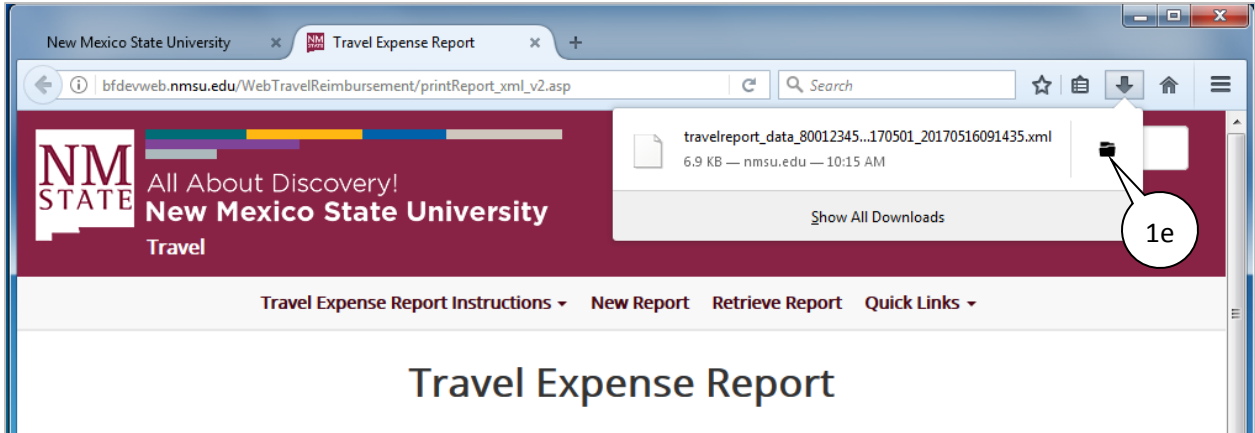 New Mexico State University
Travel Expense Report
bfdevweb.nmsu.edu/WebTravelReimbursement/printReport_xml_v2.asp
Search
travelreport_data_80012345...170501_20170516091435.xml
6.9 KB — nmsu.edu — 10:15 AM
Show All Downloads
1e
NM
STATE
All About Discovery!
New Mexico State University
Travel
Travel Expense Report Instructions New Report Retrieve Report Quick Links
Travel Expense Report